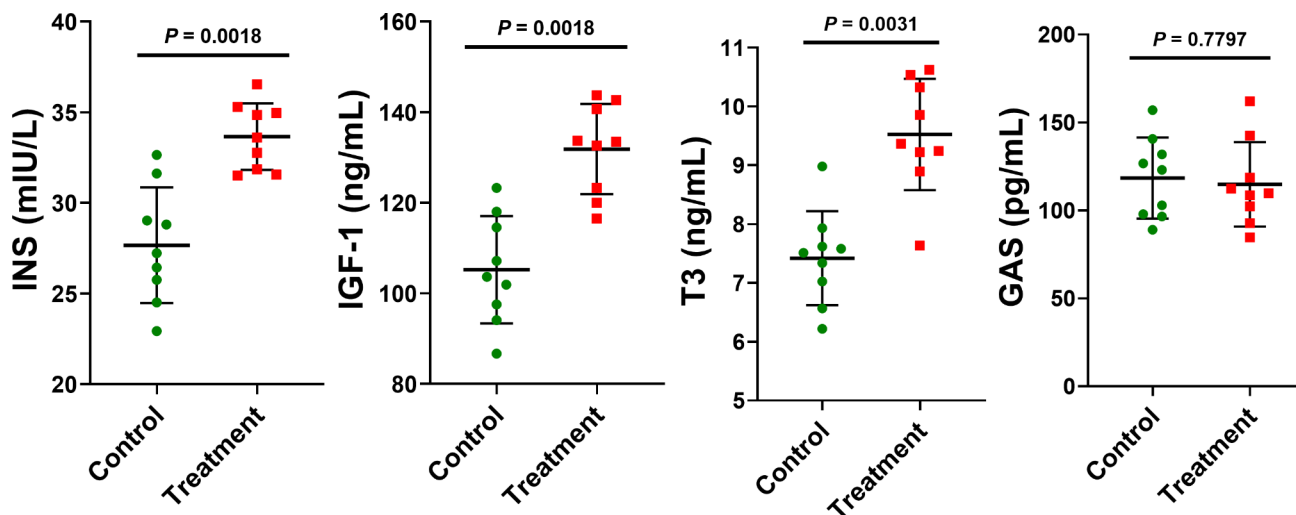 INS (mIU/L)
40
35
30
25
20
P = 0.0018
Control
Treatment
IGF-1 (ng/mL)
160
140
120
100
80
P = 0.0018
Control
Treatment
T3 (ng/mL)
11
10
9
8
7
6
5
P = 0.0031
Control
Treatment
GAS (pg/mL)
200
150
100
50
0
P = 0.7797
Control
Treatment